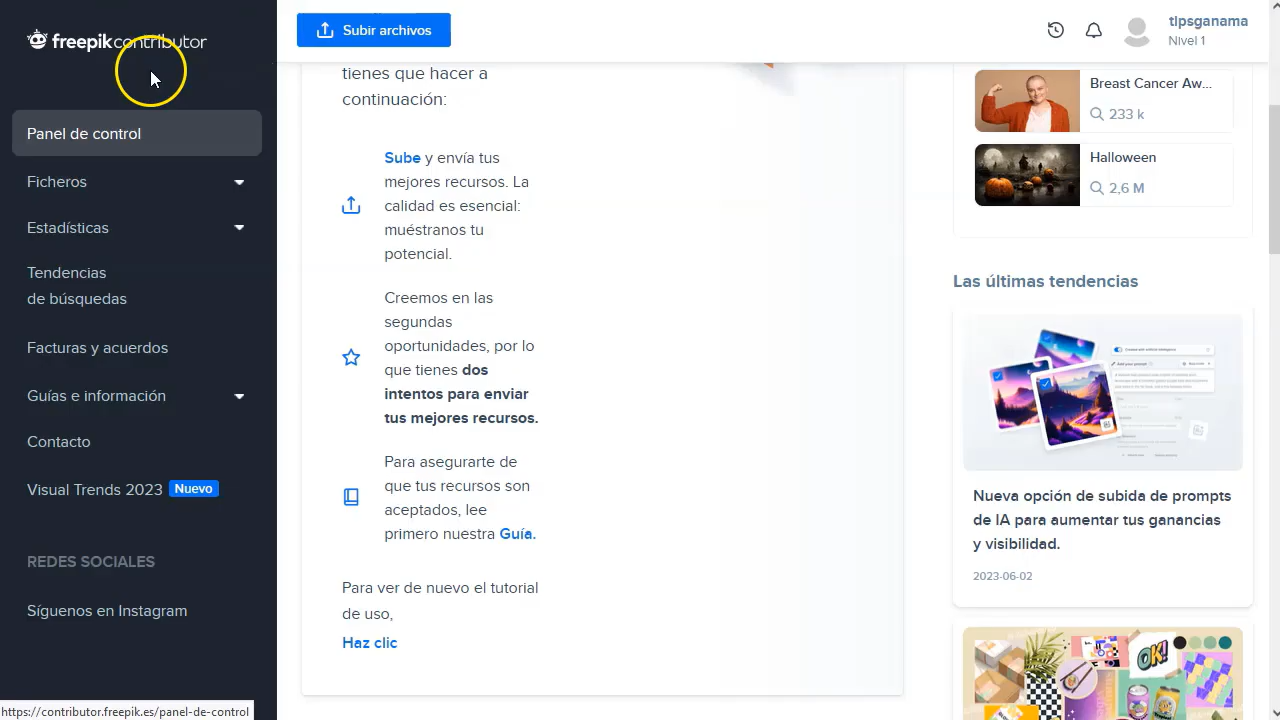 freepikcontributor
Panel de control
Ficheros
Estadísticas
Tendencias
de búsquedas
Facturas y acuerdos
Guías e información
Contacto
Visual Trends 2023 Nuevo
REDES SOCIALES
Síguenos en Instagram
https://contributor.freepik.es/panel-de-control
Subir archivos
tipsganama
Nivel 1
tienes que hacer a
continuación:
Sube y envía tus
mejores recursos. La
calidad es esencial:
muéstranos tu
potencial.
Creemos en las
segundas
oportunidades, por lo
que tienes dos
intentos para enviar
tus mejores recursos.
Para asegurarte de
que tus recursos son
aceptados, lee
primero nuestra Guía.
Para ver de nuevo el tutorial
de uso,
Haz clic
Breast Cancer Aw...
233 k
Halloween
2,6 M
Las últimas tendencias
Nueva opción de subida de prompts
de IA para aumentar tus ganancias
y visibilidad.
2023-06-02
OK!